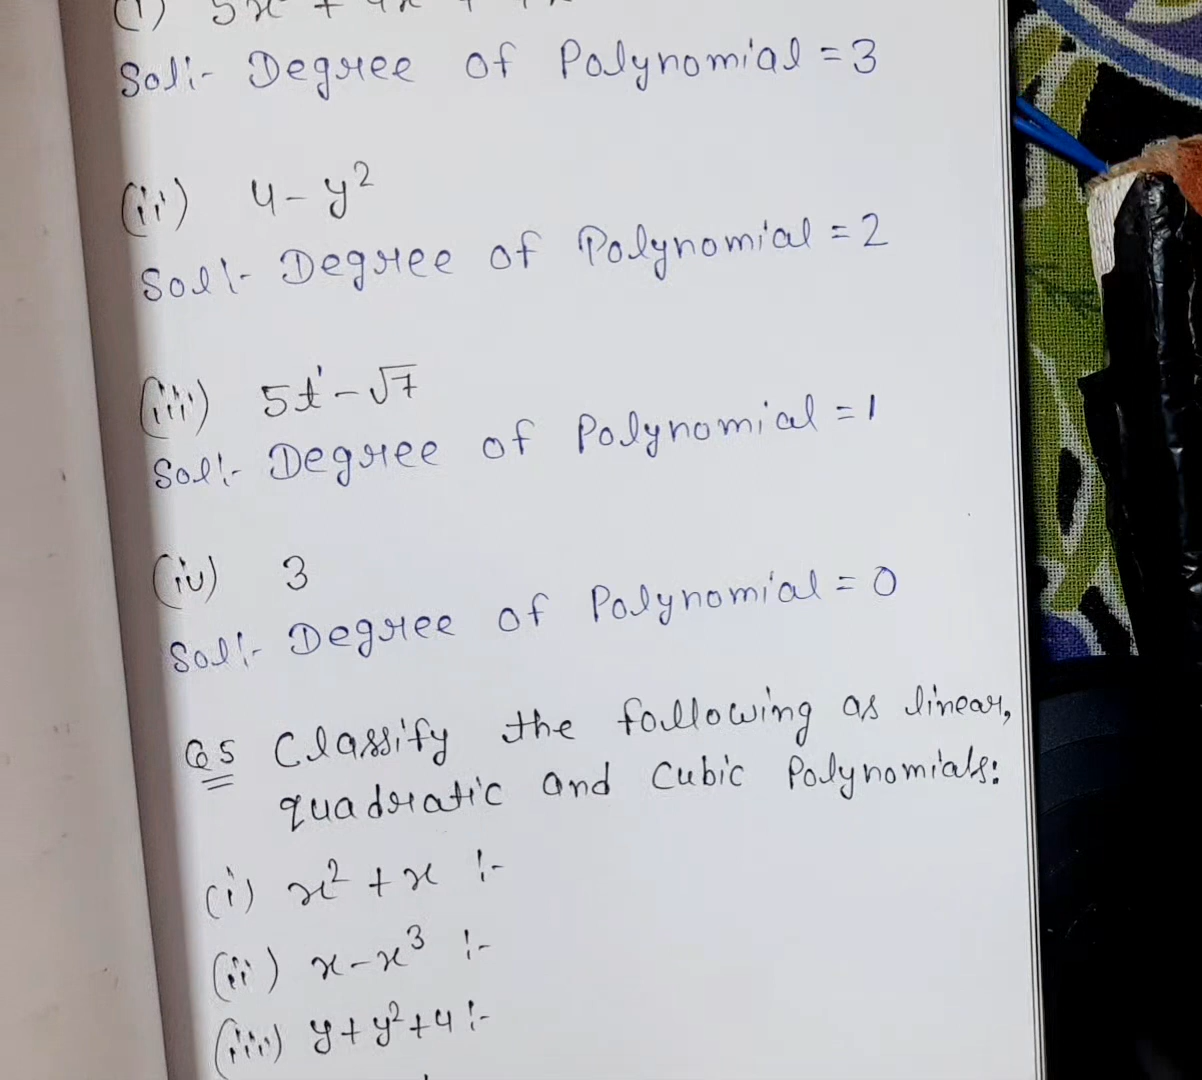 Sol:- Degree of Polynomial = 3
(ii) 4 - y²
Sol:- Degree of Polynomial = 2
(iii) 5t¹ - √7
Sol:- Degree of Polynomial = 1
(iv) 3
Sol:- Degree of Polynomial = 0
Q5 Classify the following as linear,
quadratic and Cubic Polynomials:
(i) x² + x :-
(ii) x - x³ :-
(iii) y + y² + 4 :-